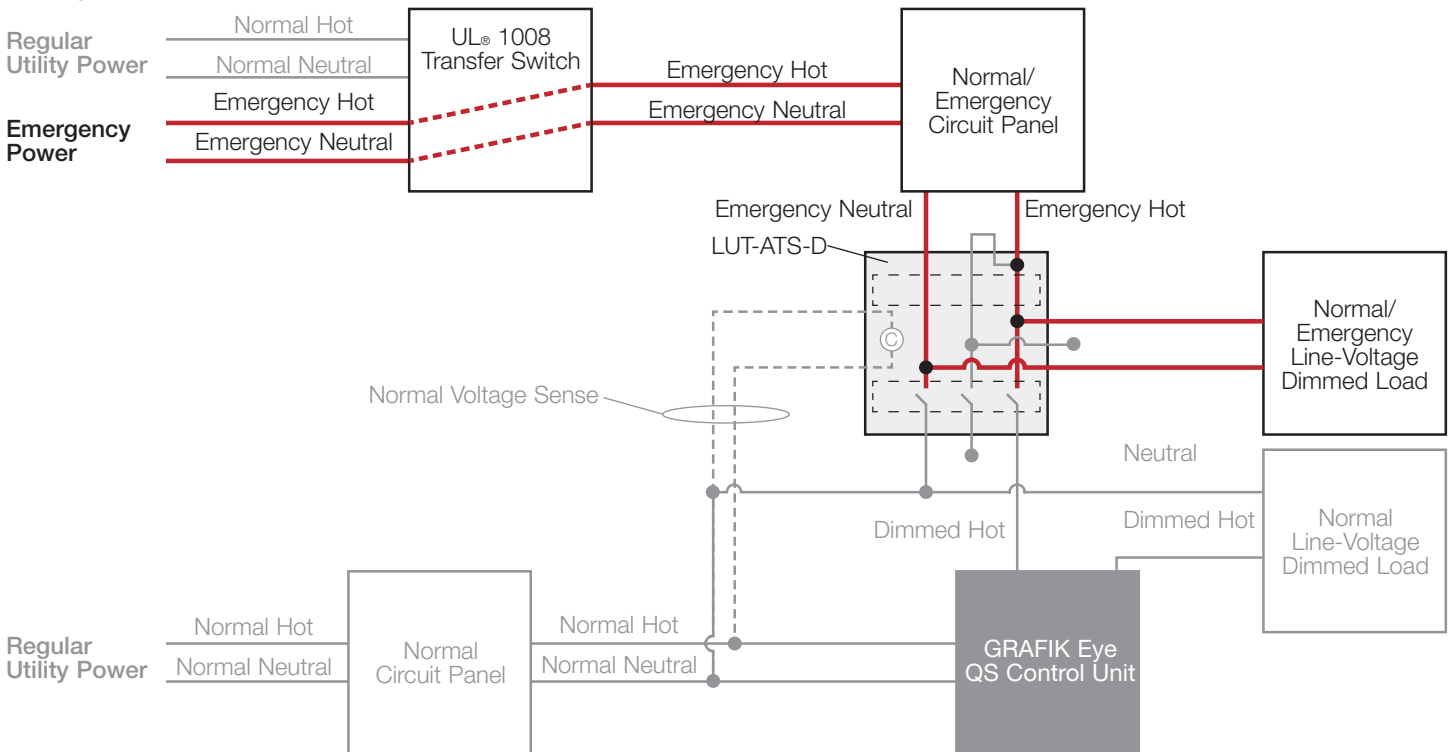 Regular
Utility Power
Normal Hot
Normal Neutral
Emergency
Power
Emergency Hot
Emergency Neutral
UL® 1008
Transfer Switch
Emergency Hot
Emergency Neutral
Normal/
Emergency
Circuit Panel
Emergency Neutral
Emergency Hot
LUT-ATS-D
C
Normal/
Emergency
Line-Voltage
Dimmed Load
Normal Voltage Sense
Neutral
Dimmed Hot
Dimmed Hot
Normal
Line-Voltage
Dimmed Load
Regular
Utility Power
Normal Hot
Normal Neutral
Normal
Circuit Panel
Normal Hot
Normal Neutral
GRAFIK Eye
QS Control Unit